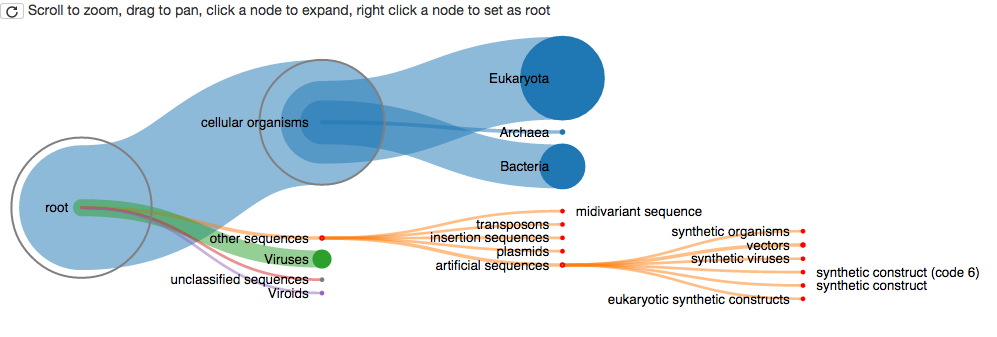 Scroll to zoom, drag to pan, click a node to expand, right click a node to set as root
Eukaryota
cellular organisms
Archaea
Bacteria
root
midivariant sequence
transposons
synthetic organisms
other sequences
insertion sequences
vectors
plasmids
Viruses
synthetic viruses
artificial sequences
unclassified sequences
synthetic construct (code 6)
synthetic construct
Viroids
eukaryotic synthetic constructs